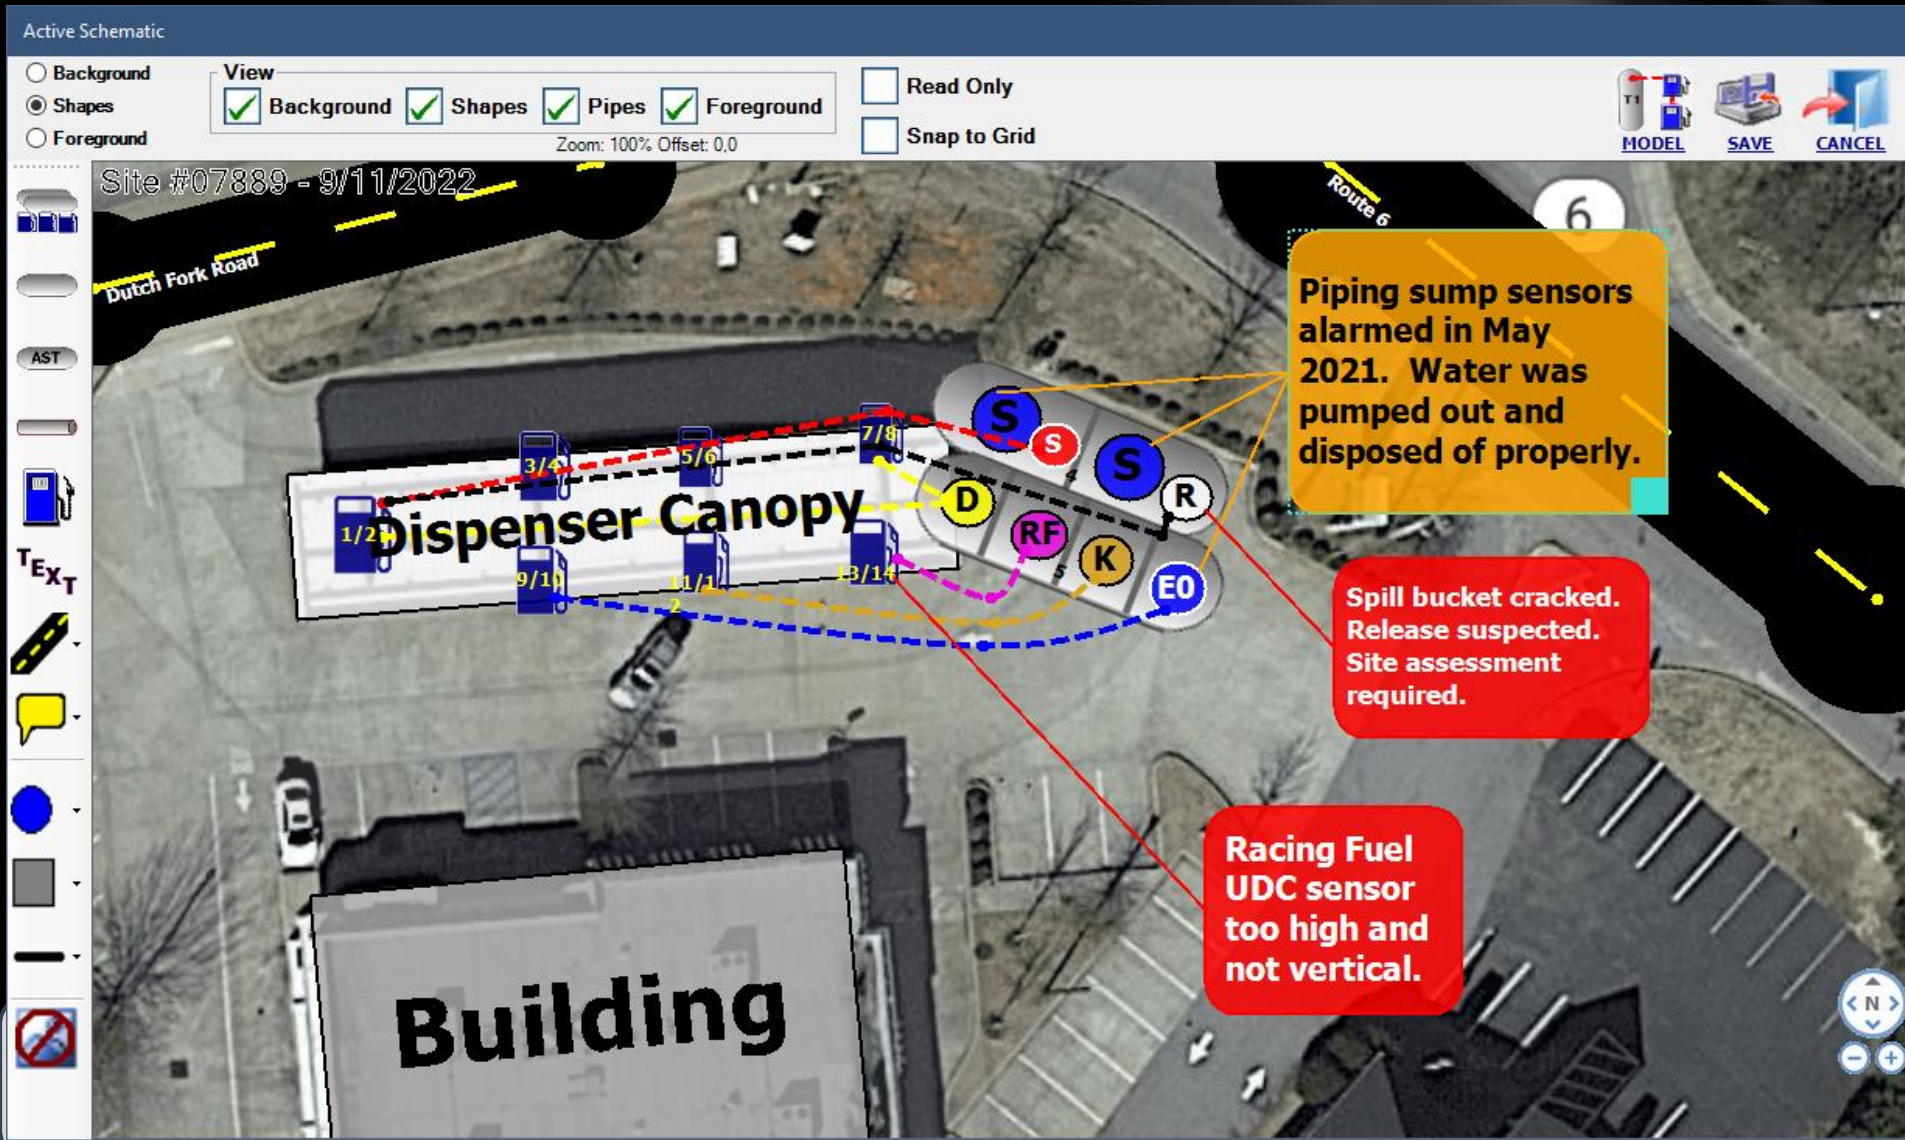 Active Schematic
Background
Shapes
Foreground
View
Background
Shapes
Pipes
Foreground
Zoom: 100% Offset: 0,0
Read Only
Snap to Grid
T1
MODEL
SAVE
CANCEL
AST
TEXT
Site #07889 - 9/11/2022
Dutch Fork Road
Route 6
6
Piping sump sensors
alarmed in May
2021. Water was
pumped out and
disposed of properly.
S
S
4
S
R
D
RF
5
K
E0
7/8
5/6
3/4
1/2
Dispenser Canopy
9/10
11/1
2
13/14
Spill bucket cracked.
Release suspected.
Site assessment
required.
Racing Fuel
UDC sensor
too high and
not vertical.
Building
N